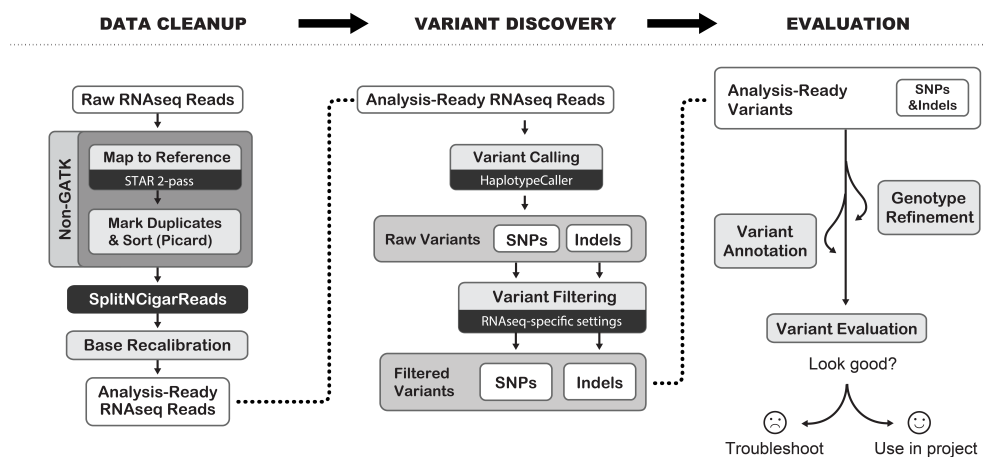 DATA CLEANUP
VARIANT DISCOVERY
EVALUATION
Raw RNAseq Reads
Non-GATK
Map to Reference
STAR 2-pass
Mark Duplicates
& Sort (Picard)
SplitNCigarReads
Base Recalibration
Analysis-Ready
RNAseq Reads
Analysis-Ready RNAseq Reads
Variant Calling
HaplotypeCaller
Raw Variants
SNPs
Indels
Variant Filtering
RNAseq-specific settings
Filtered
Variants
SNPs
Indels
Analysis-Ready
Variants
SNPs
&Indels
Genotype
Refinement
Variant
Annotation
Variant Evaluation
Look good?
Troubleshoot
Use in project